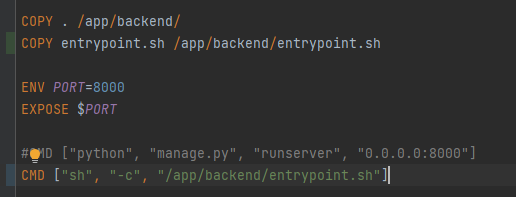 COPY . /app/backend/
COPY entrypoint.sh /app/backend/entrypoint.sh
ENV PORT=8000
EXPOSE $PORT
#CMD ["python", "manage.py", "runserver", "0.0.0.0:8000"]
CMD ["sh", "-c", "/app/backend/entrypoint.sh"]